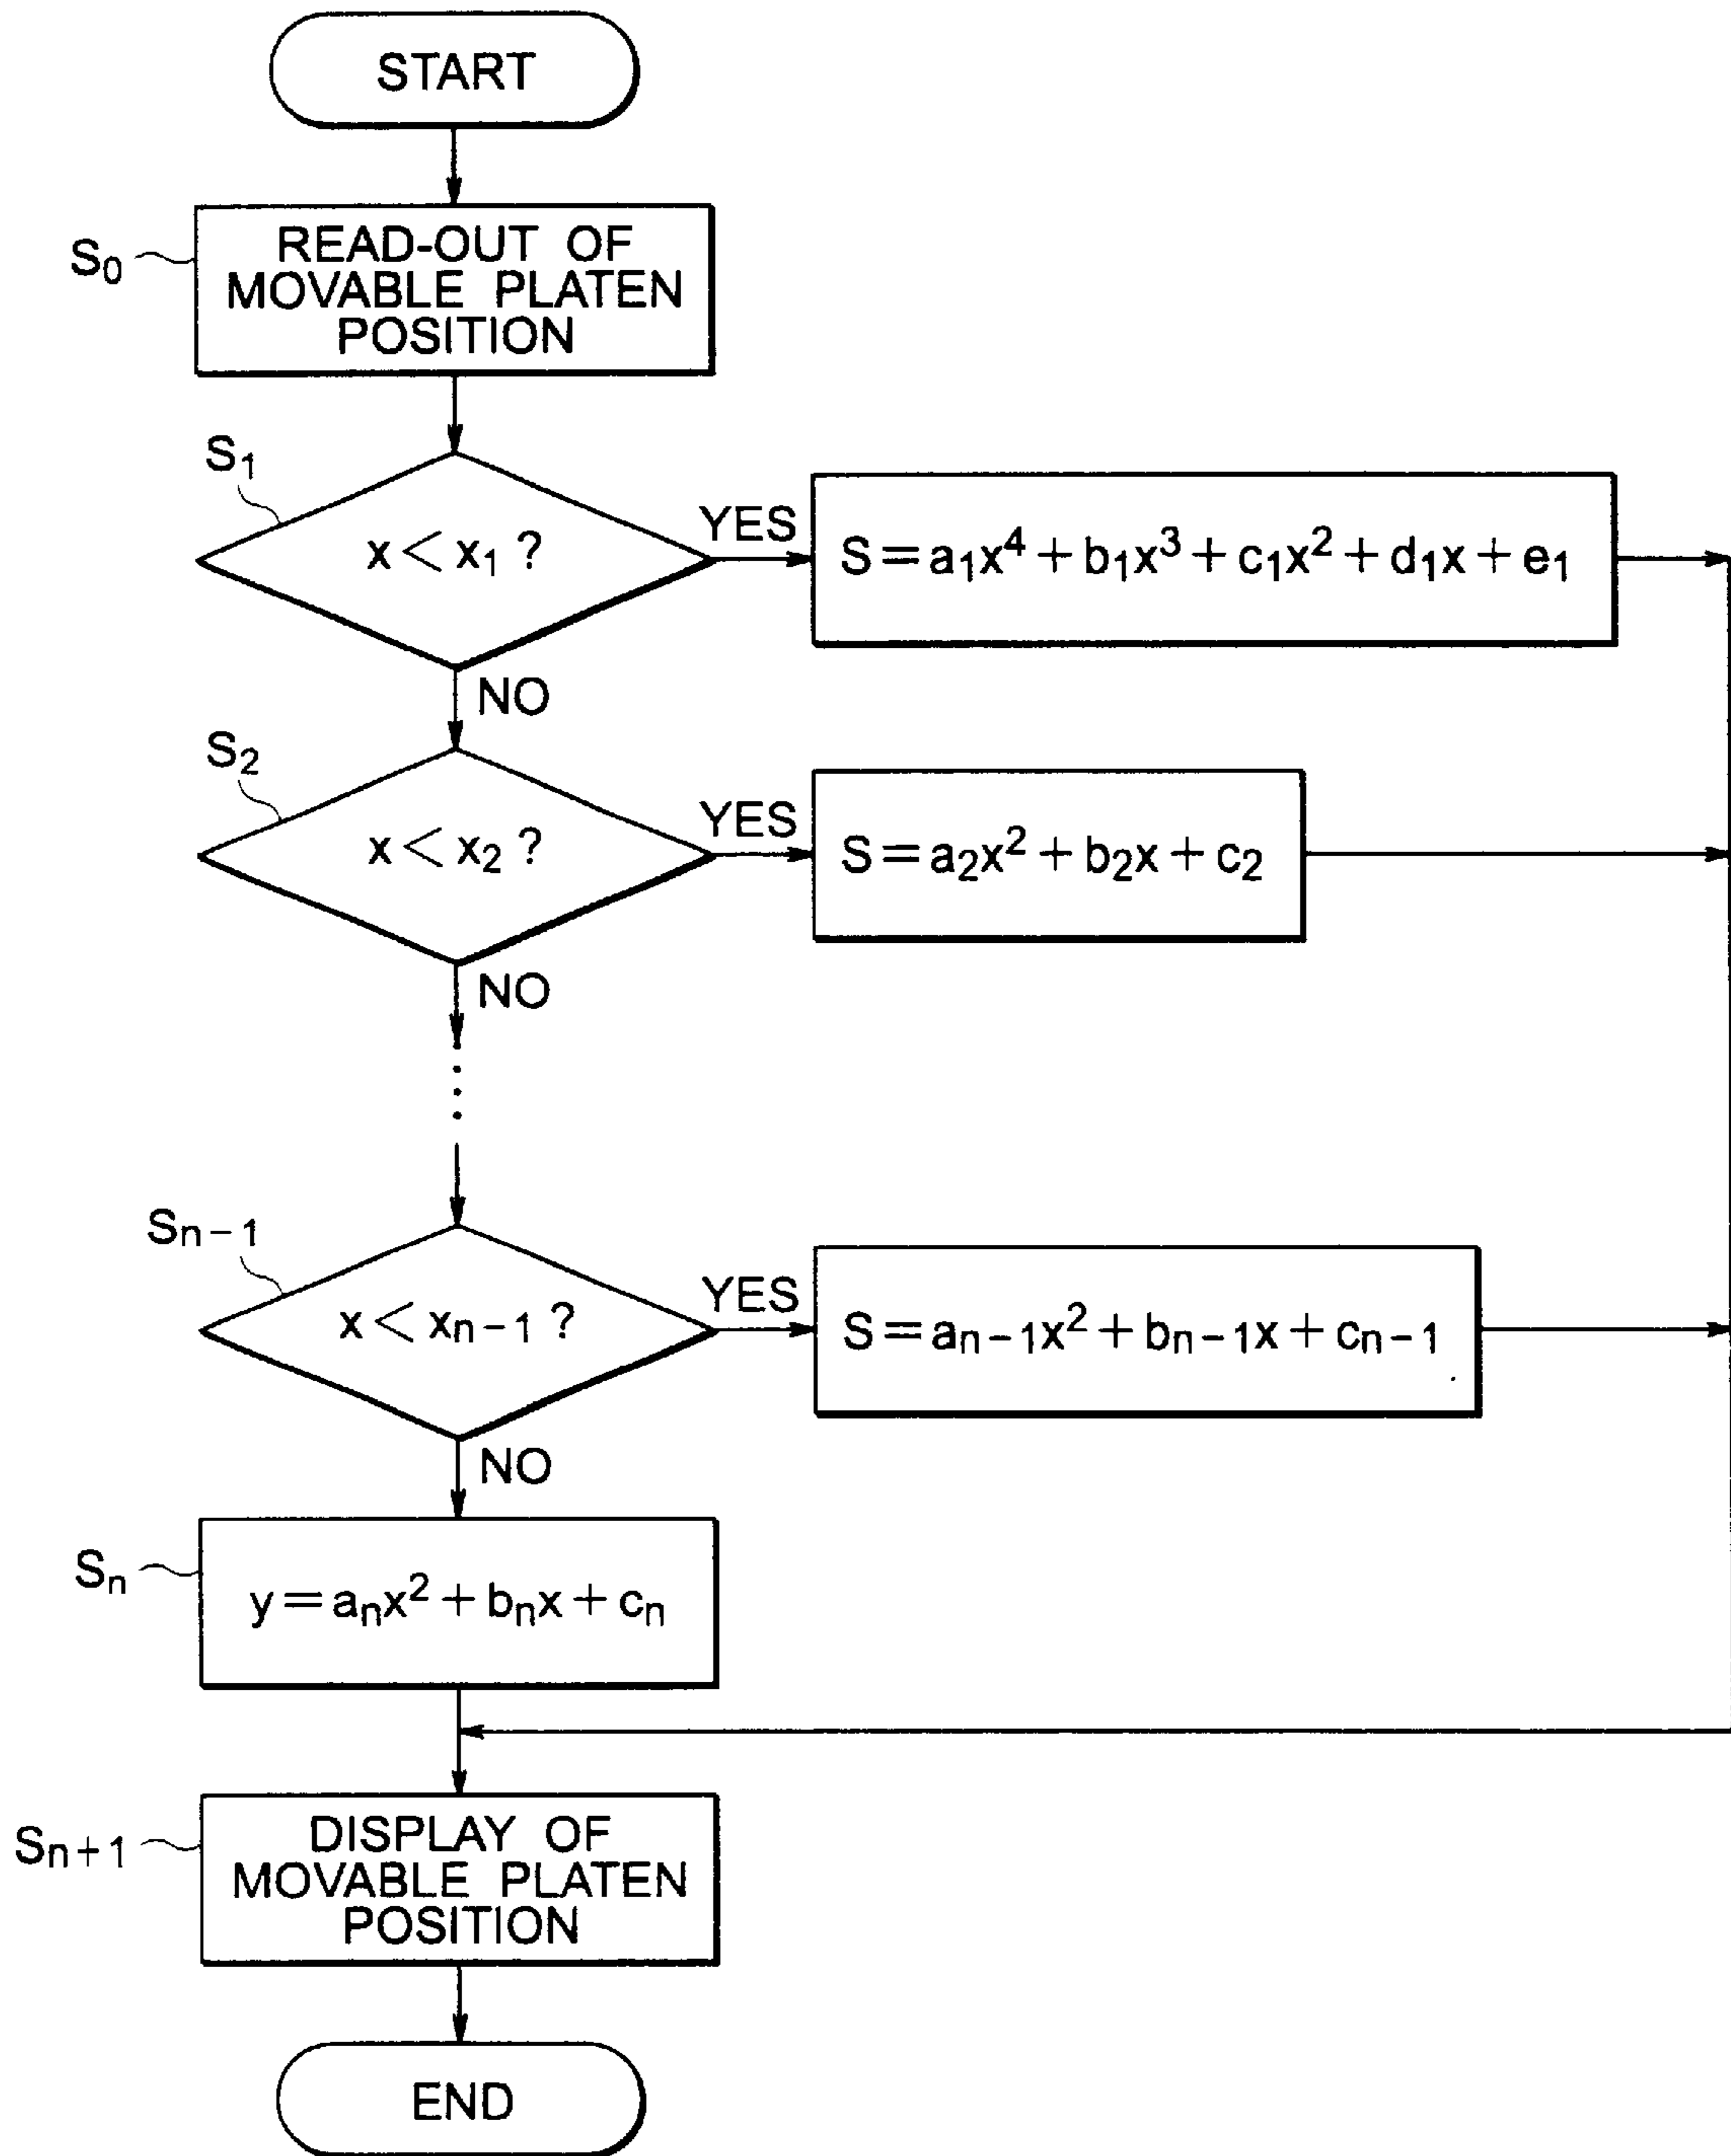 START
S₀
READ-OUT OF
MOVABLE PLATEN
POSITION
S₁
x < x₁ ?
YES
S = a₁x⁴ + b₁x³ + c₁x² + d₁x + e₁
NO
S₂
x < x₂ ?
YES
S = a₂x² + b₂x + c₂
NO
Sₙ₋₁
x < xₙ₋₁ ?
YES
S = aₙ₋₁x² + bₙ₋₁x + cₙ₋₁
NO
Sₙ
y = aₙx² + bₙx + cₙ
Sₙ₊₁
DISPLAY OF
MOVABLE PLATEN
POSITION
END